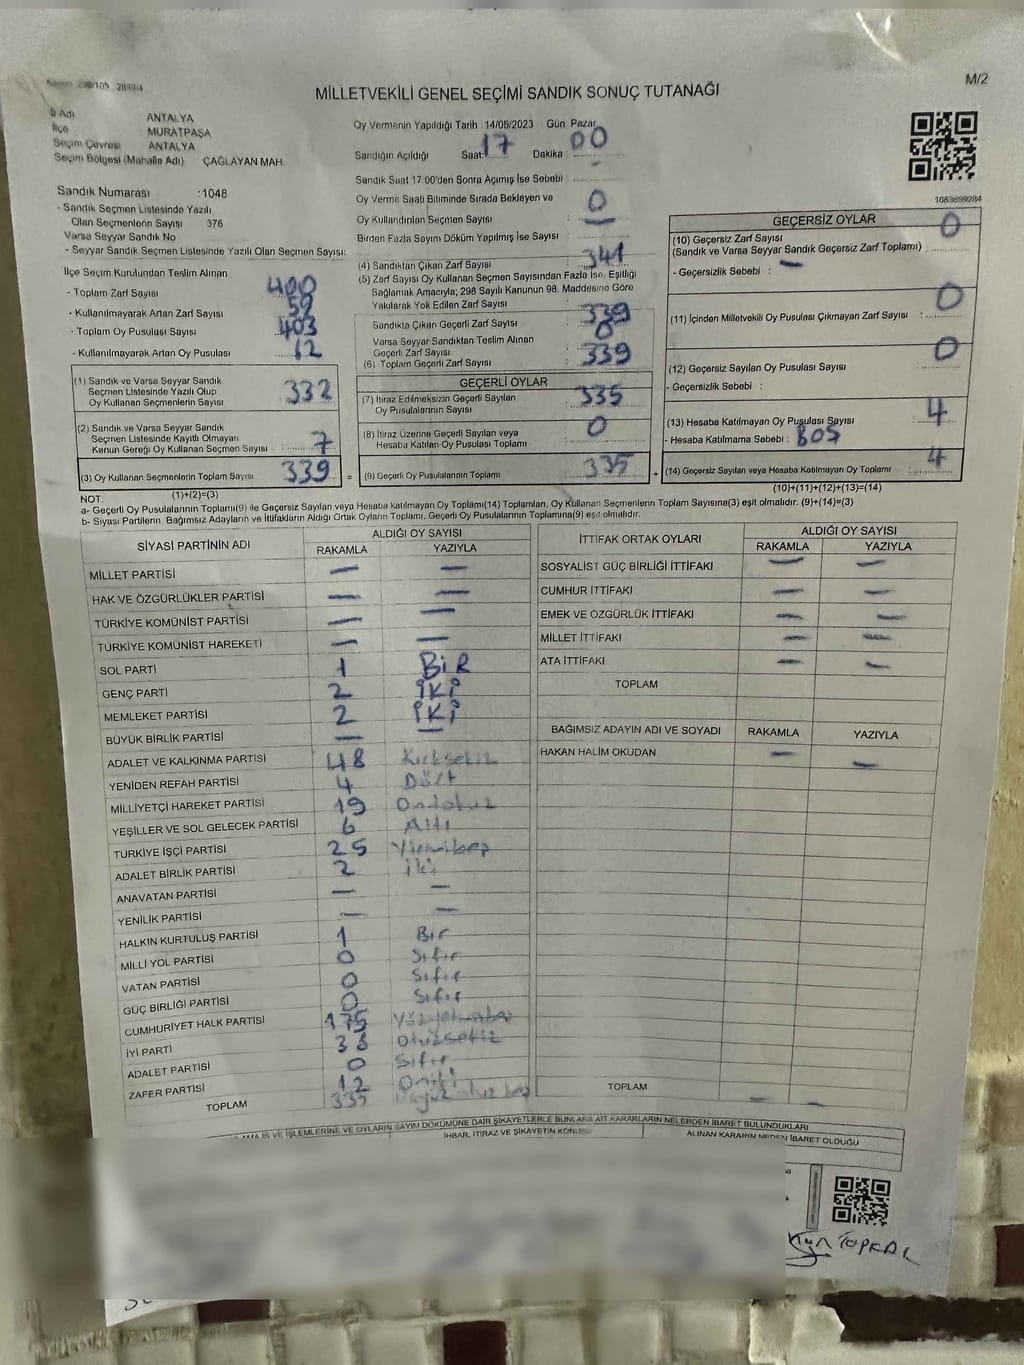 M/2
MİLLETVEKİLİ GENEL SEÇİMİ SANDIK SONUÇ TUTANAĞI
İl Adı ANTALYA
İlçe MURATPAŞA
Seçim Çevresi ANTALYA
Seçim Bölgesi (Mahalle Adı) ÇAĞLAYAN MAH
Sandık Numarası :1048
- Sandık Seçmen Listesinde Yazılı
Olan Seçmenlerin Sayısı 376
Varsa Seyyar Sandık No
- Seyyar Sandık Seçmen Listesinde Yazılı Olan Seçmen Sayısı:
İlçe Seçim Kurulundan Teslim Alınan
- Toplam Zarf Sayısı 400
- Kullanılmayarak Artan Zarf Sayısı 59
- Toplam Oy Pusulası Sayısı 403
- Kullanılmayarak Artan Oy Pusulası 12
Oy Vermenin Yapıldığı Tarih 14/05/2023 Gün Pazar
Sandığın Açıldığı Saat 17 Dakika 00
Sandık Saat 17 00'den Sonra Açılmış İse Sebebi
Oy Verme Saati Bitiminde Sırada Bekleyen ve
Oy Kullandırılan Seçmen Sayısı : 0
Birden Fazla Sayım Döküm Yapılmış İse Sayısı : —
(4) Sandıktan Çıkan Zarf Sayısı 341
(5) Zarf Sayısı Oy Kullanan Seçmen Sayısından Fazla İse, Eşitliği
Sağlamak Amacıyla; 298 Sayılı Kanunun 98. Maddesine Göre
Yakılarak Yok Edilen Zarf Sayısı
Sandıkta Çıkan Geçerli Zarf Sayısı : 339
Varsa Seyyar Sandıktan Teslim Alınan
Geçerli Zarf Sayısı : 0
(6) Toplam Geçerli Zarf Sayısı : 339
1083699284
GEÇERSİZ OYLAR
(10) Geçersiz Zarf Sayısı 0
(Sandık ve Varsa Seyyar Sandık Geçersiz Zarf Toplamı)
- Geçersizlik Sebebi : —
(11) İçinden Milletvekili Oy Pusulası Çıkmayan Zarf Sayısı : 0
(12) Geçersiz Sayılan Oy Pusulası Sayısı : 0
- Geçersizlik Sebebi :
(13) Hesaba Katılmayan Oy Pusulası Sayısı : 4
- Hesaba Katılmama Sebebi : BOŞ
(14) Geçersiz Sayılan veya Hesaba Katılmayan Oy Toplamı : 4
(10)+(11)+(12)+(13)=(14)
(1) Sandık ve Varsa Seyyar Sandık
Seçmen Listesinde Yazılı Olup
Oy Kullanan Seçmenlerin Sayısı : 332
(2) Sandık ve Varsa Seyyar Sandık
Seçmen Listesinde Kayıtlı Olmayan
Kanun Gereği Oy Kullanan Seçmen Sayısı : 7
(3) Oy Kullanan Seçmenlerin Toplam Sayısı : 339
(1)+(2)=(3)
GEÇERLİ OYLAR
(7) İtiraz Edilmeksizin Geçerli Sayılan
Oy Pusulalarının Sayısı : 335
(8) İtiraz Üzerine Geçerli Sayılan veya
Hesaba Katılan Oy Pusulası Toplamı : 0
(9) Geçerli Oy Pusulalarının Toplamı : 335
NOT:
a- Geçerli Oy Pusulalarının Toplamı(9) ile Geçersiz Sayılan veya Hesaba katılmayan Oy Toplamı(14) Toplamları, Oy Kullanan Seçmenlerin Toplam Sayısına(3) eşit olmalıdır. (9)+(14)=(3)
b- Siyasi Partilerin, Bağımsız Adayların ve İttifakların Aldığı Ortak Oyların Toplamı, Geçerli Oy Pusulalarının Toplamına(9) eşit olmalıdır.
SİYASİ PARTİNİN ADI ALDIĞI OY SAYISI
RAKAMLA YAZIYLA
MİLLET PARTİSİ — —
HAK VE ÖZGÜRLÜKLER PARTİSİ — —
TÜRKİYE KOMÜNİST PARTİSİ — —
TÜRKİYE KOMÜNİST HAREKETİ — —
SOL PARTİ 1 BİR
GENÇ PARTİ 2 İKİ
MEMLEKET PARTİSİ 2 İKİ
BÜYÜK BİRLİK PARTİSİ — —
ADALET VE KALKINMA PARTİSİ 48 Kırksekiz
YENİDEN REFAH PARTİSİ 4 Dört
MİLLİYETÇİ HAREKET PARTİSİ 19 Ondokuz
YEŞİLLER VE SOL GELECEK PARTİSİ 6 Altı
TÜRKİYE İŞÇİ PARTİSİ 25 Yirmibeş
ADALET BİRLİK PARTİSİ 2 İki
ANAVATAN PARTİSİ — —
YENİLİK PARTİSİ — —
HALKIN KURTULUŞ PARTİSİ 1 Bir
MİLLİ YOL PARTİSİ 0 Sıfır
VATAN PARTİSİ 0 Sıfır
GÜÇ BİRLİĞİ PARTİSİ 0 Sıfır
CUMHURİYET HALK PARTİSİ 175 Yüzyetmişbeş
İYİ PARTİ 38 Otuzsekiz
ADALET PARTİSİ 0 Sıfır
ZAFER PARTİSİ 12 Oniki
TOPLAM 335
İTTİFAK ORTAK OYLARI ALDIĞI OY SAYISI
RAKAMLA YAZIYLA
SOSYALİST GÜÇ BİRLİĞİ İTTİFAKI — —
CUMHUR İTTİFAKI — —
EMEK VE ÖZGÜRLÜK İTTİFAKI — —
MİLLET İTTİFAKI — —
ATA İTTİFAKI — —
TOPLAM
BAĞIMSIZ ADAYIN ADI VE SOYADI RAKAMLA YAZIYLA
HAKAN HALİM OKUDAN — —
TOPLAM — —
VE İŞLEMLERİNE VE OYLARIN SAYIM DÖKÜMÜNE DAİR ŞİKAYETLERLE BUNLARA AİT KARARLARIN NELERDEN İBARET BULUNDUKLARI
İHBAR, İTİRAZ VE ŞİKAYETİN KONUSU
ALINAN KARARIN NEDEN İBARET OLDUĞU